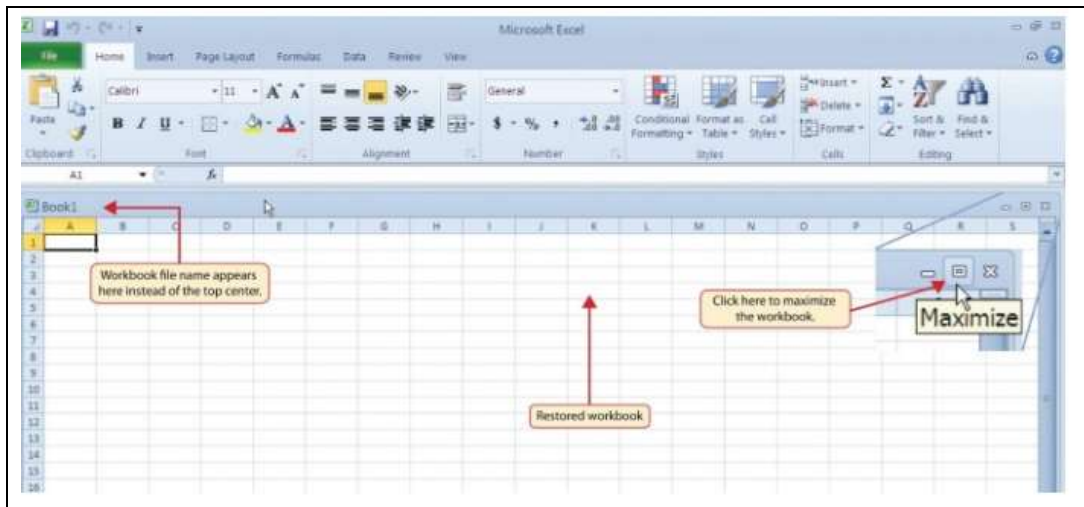 Microsoft Excel
File Home Insert Page Layout Formulas Data Review View
Calibri 11 A A General Insert Σ
Paste B I U A $ % , Conditional Format as Cell Delete Sort & Find &
Formatting Table Styles Format Filter Select
Clipboard Font Alignment Number Styles Cells Editing
A1 fx
Book1
A B C D E F G H I J K L M N O P Q R S
1
2
3
4
5
6
7
8
9
10
11
12
13
14
15
16
Workbook file name appears
here instead of the top center.
Click here to maximize
the workbook.
Maximize
Restored workbook